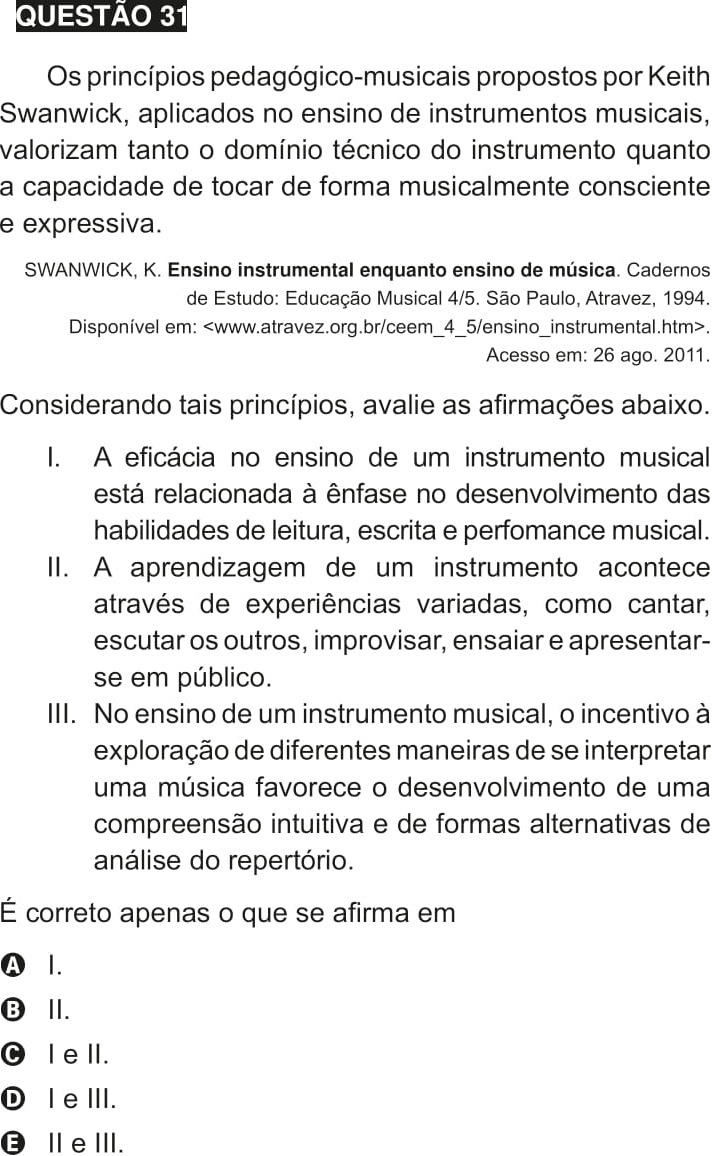 QUESTÃO 31
Os princípios pedagógico-musicais propostos por Keith
Swanwick, aplicados no ensino de instrumentos musicais,
valorizam tanto o domínio técnico do instrumento quanto
a capacidade de tocar de forma musicalmente consciente
e expressiva.
SWANWICK, K. Ensino instrumental enquanto ensino de música. Cadernos
de Estudo: Educação Musical 4/5. São Paulo, Atravez, 1994.
Disponível em: <www.atravez.org.br/ceem_4_5/ensino_instrumental.htm>.
Acesso em: 26 ago. 2011.
Considerando tais princípios, avalie as afirmações abaixo.
I. A eficácia no ensino de um instrumento musical
está relacionada à ênfase no desenvolvimento das
habilidades de leitura, escrita e perfomance musical.
II. A aprendizagem de um instrumento acontece
através de experiências variadas, como cantar,
escutar os outros, improvisar, ensaiar e apresentar-
se em público.
III. No ensino de um instrumento musical, o incentivo à
exploração de diferentes maneiras de se interpretar
uma música favorece o desenvolvimento de uma
compreensão intuitiva e de formas alternativas de
análise do repertório.
É correto apenas o que se afirma em
A I.
B II.
C I e II.
D I e III.
E II e III.